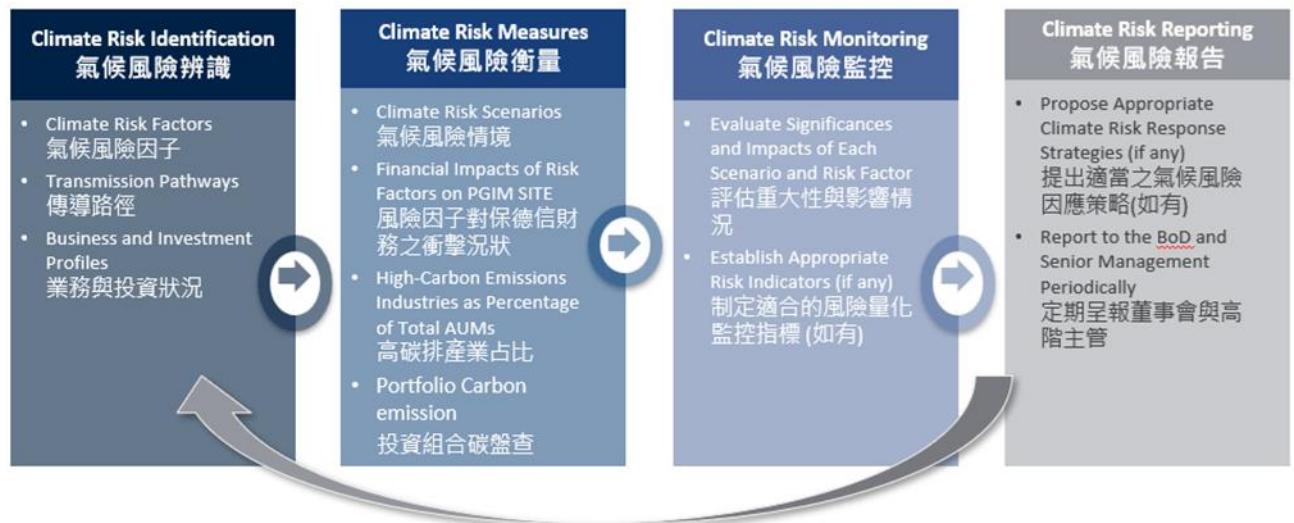 Climate Risk Identification
氣候風險辨識
• Climate Risk Factors
氣候風險因子
• Transmission Pathways
傳導路徑
• Business and Investment
Profiles
業務與投資狀況
Climate Risk Measures
氣候風險衡量
• Climate Risk Scenarios
氣候風險情境
• Financial Impacts of Risk
Factors on PGIM SITE
風險因子對保德信財
務之衝擊況狀
• High-Carbon Emissions
Industries as Percentage
of Total AUMs
高碳排產業占比
• Portfolio Carbon
emission
投資組合碳盤查
Climate Risk Monitoring
氣候風險監控
• Evaluate Significances
and Impacts of Each
Scenario and Risk Factor
評估重大性與影響情
況
• Establish Appropriate
Risk Indicators (if any)
制定適合的風險量化
監控指標 (如有)
Climate Risk Reporting
氣候風險報告
• Propose Appropriate
Climate Risk Response
Strategies (if any)
提出適當之氣候風險
因應策略(如有)
• Report to the BoD and
Senior Management
Periodically
定期呈報董事會與高
階主管